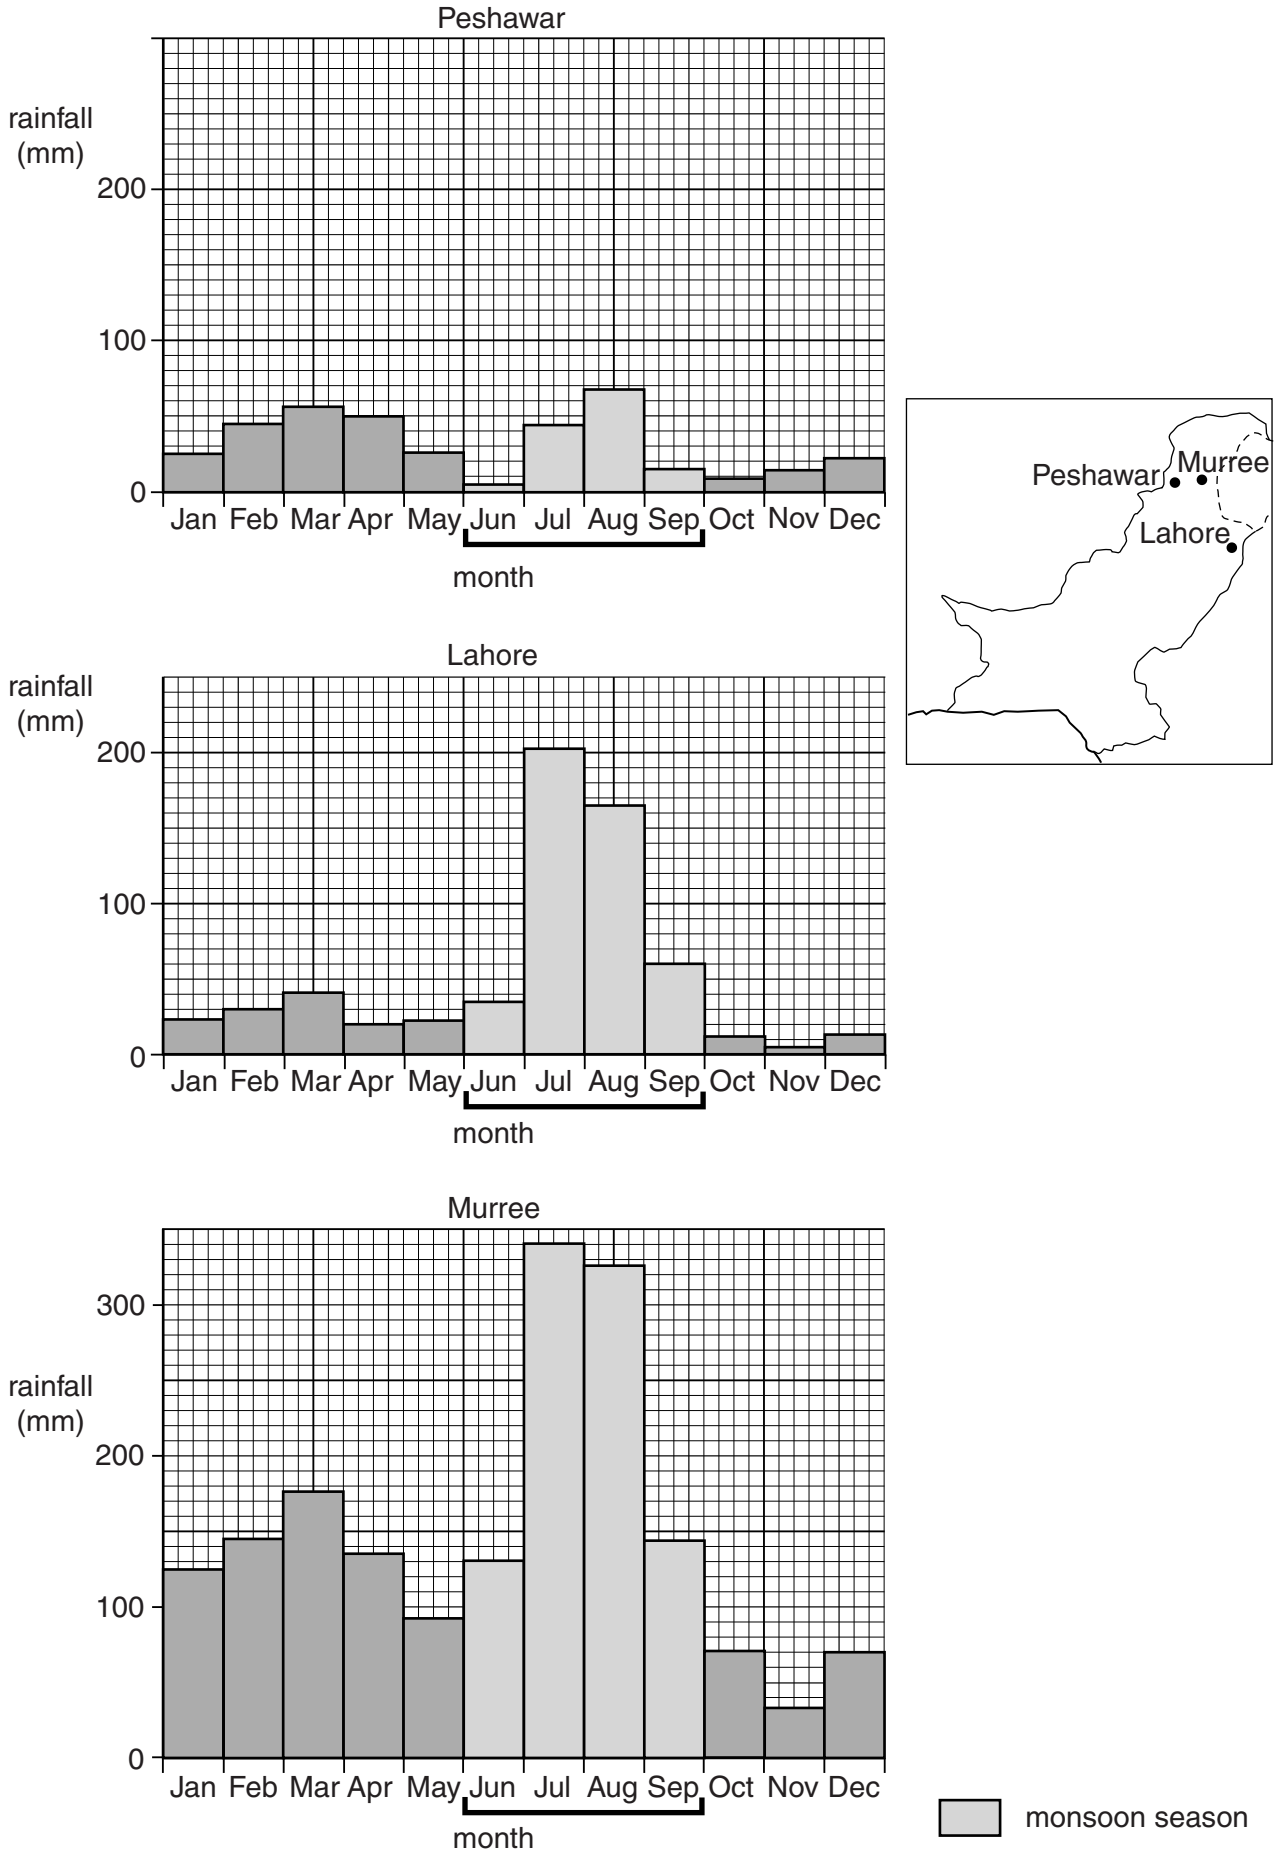 Peshawar
rainfall
(mm)
200
100
0
Jan Feb Mar Apr May Jun Jul Aug Sep Oct Nov Dec
month
Peshawar
Murree
Lahore
Lahore
rainfall
(mm)
200
100
0
Jan Feb Mar Apr May Jun Jul Aug Sep Oct Nov Dec
month
Murree
300
rainfall
(mm)
200
100
0
Jan Feb Mar Apr May Jun Jul Aug Sep Oct Nov Dec
month
monsoon season